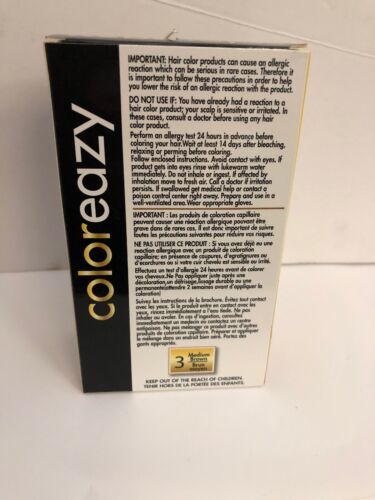 coloreazy
IMPORTANT: Hair color products can cause an allergic
reaction which can be serious in rare cases. Therefore it
is important to follow these precautions in order to help
you lower the risk of an allergic reaction with the product.
DO NOT USE IF: You have already had a reaction to a
hair color product; your scalp is sensitive or irritated. In
these cases, consult a doctor before using any hair
color product.
Perform an allergy test 24 hours in advance before
coloring your hair.Wait at least 14 days after bleaching,
relaxing or perming before coloring.
Follow enclosed instructions. Avoid contact with eyes. If
product gets into eyes rinse with lukewarm water
immediately. Do not inhale or ingest. If affected by
inhalation move to fresh air. Call a doctor if irritation
persists. If swallowed get medical help or contact a
poison control center right away. Prepare and use in a
well-ventilated area.Wear appropriate gloves.
IMPORTANT : Les produits de coloration capillaire
peuvent causer une réaction allergique pouvant être
grave dans de rares cas, Il est donc important de suivre
toutes les précautions suivantes pour réduire vos risques.
NE PAS UTILISER CE PRODUIT : Si vous avez déjà eu une
réaction allergique avec un produit de coloration
capillaire; en présence de coupures, d'égratignures ou
d'écorchures ou si votre cuir chevelu est sensible ou irrité.
Effectuez un test d'allergie 24 heures avant de colorer
vos cheveux.Ne Pas appliquer juste après une
décoloration,un défrisage,lissage durable ou une
permanente(attendre 2 semaines avant d'appliquer la
coloration)
Suivez les instructions de la brochure. Évitez tout contact
avec les yeux. Si le produit entre en contact avec les
yeux, rincez immédiatement a l'eau tiède. Ne pas
inhaler ou avaler. En cas d'ingestion, contactez
immédiatement un médecin ou contactez un centre
antipoison. Ne pas mélanger ce produit avec d'autres
produits de coloration capillaire. Préparer et appliquer
le mélange dans un endroit bien aéré. Portez des
gants appropriés.
3 Medium
Brown
Brun
moyen
KEEP OUT OF THE REACH OF CHILDREN.
TENIR HORS DE LA PORTÉE DES ENFANTS.